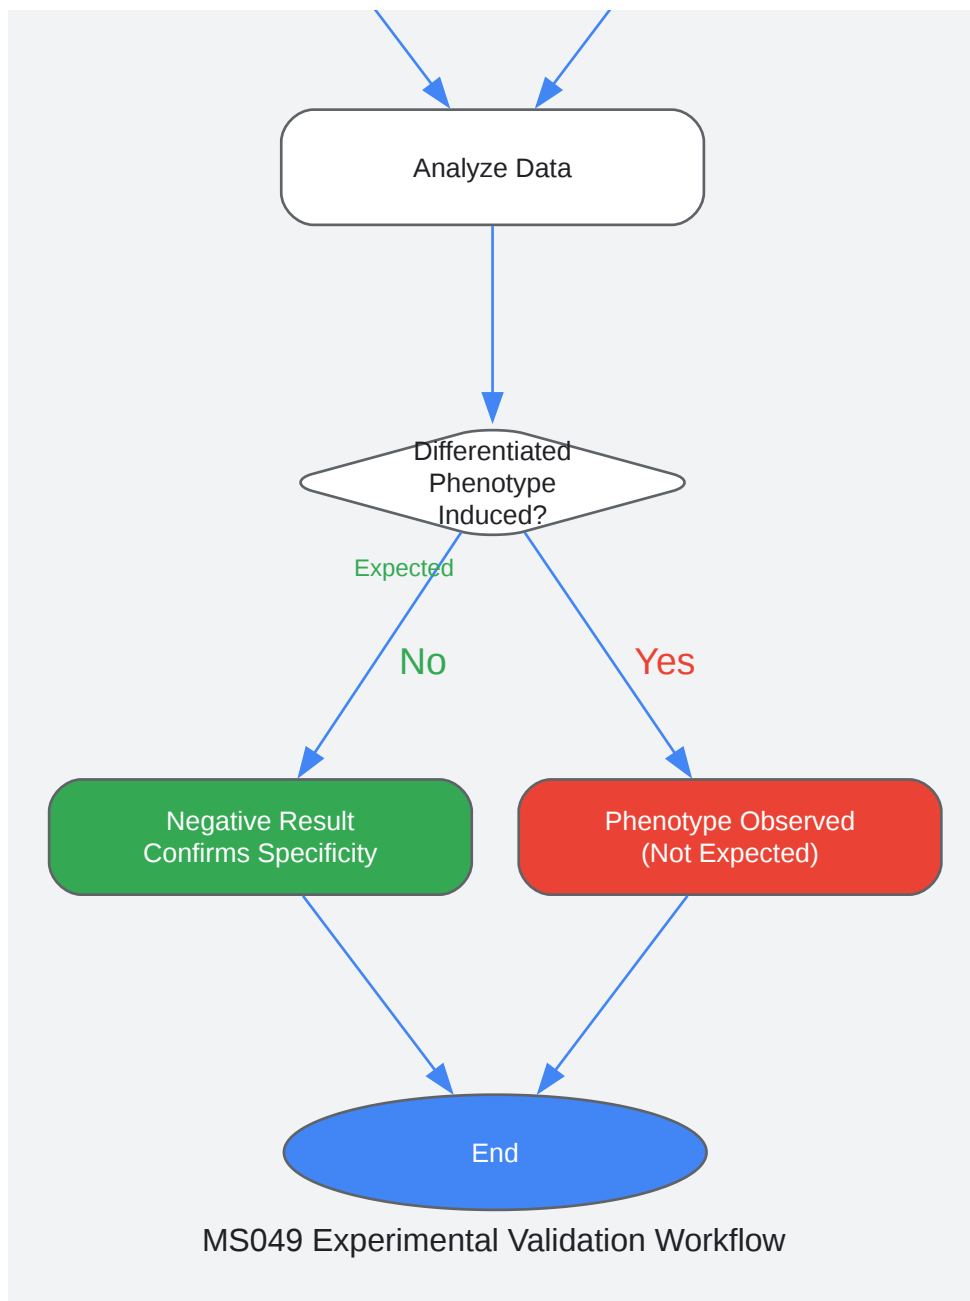 Analyze Data
Differentiated
Phenotype
Induced?
Expected
No
Yes
Negative Result
Confirms Specificity
Phenotype Observed
(Not Expected)
End
MS049 Experimental Validation Workflow